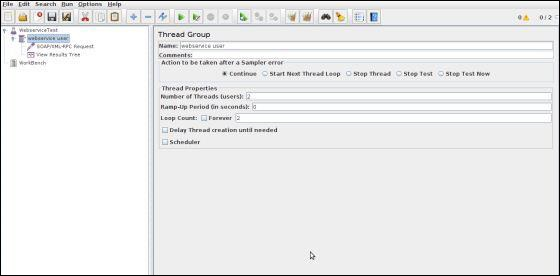 File Edit Search Run Options Help
0 0 / 2
WebserviceTest
webservice user
SOAP/XML-RPC Request
View Results Tree
WorkBench
Thread Group
Name: webservice user
Comments:
Action to be taken after a Sampler error
Continue Start Next Thread Loop Stop Thread Stop Test Stop Test Now
Thread Properties
Number of Threads (users): 2
Ramp-Up Period (in seconds): 0
Loop Count: Forever 2
Delay Thread creation until needed
Scheduler